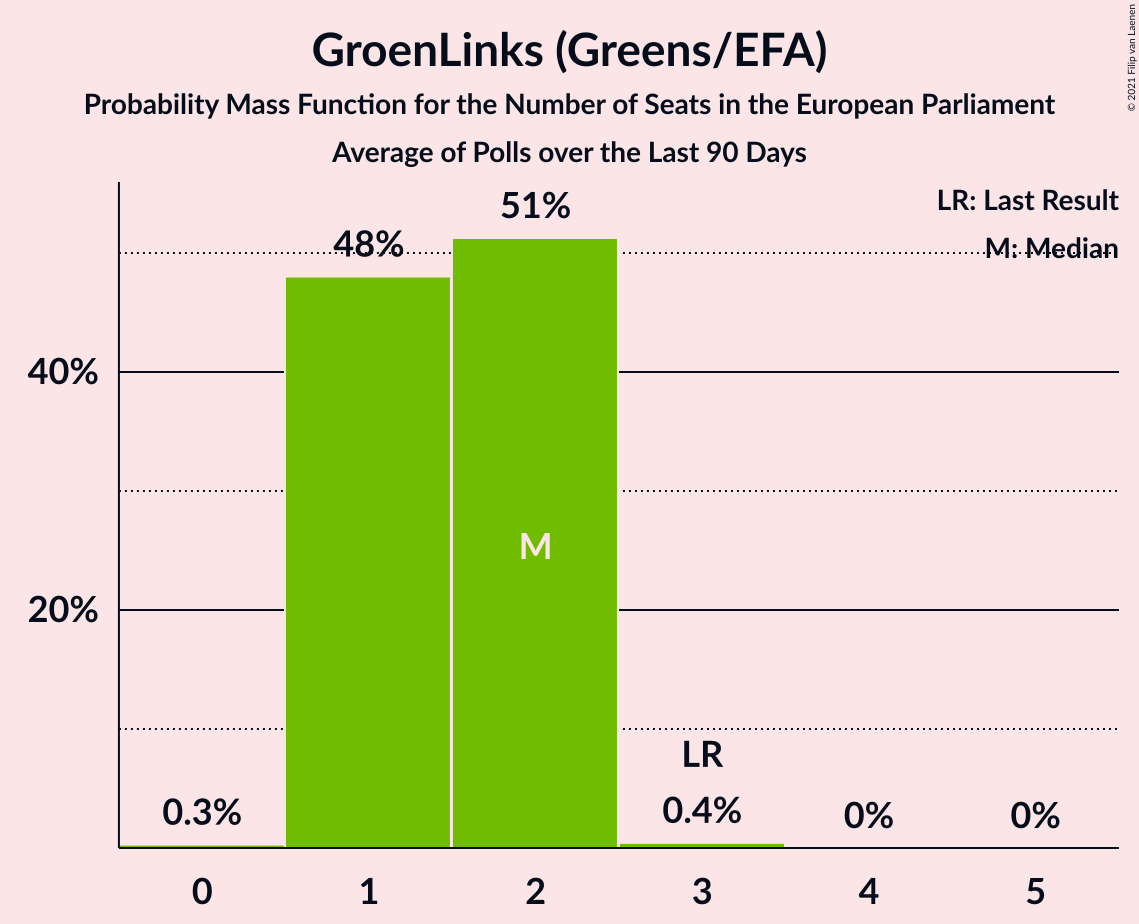 GroenLinks (Greens/EFA)
Probability Mass Function for the Number of Seats in the European Parliament
Average of Polls over the Last 90 Days
© 2021 Filip van Laenen
LR: Last Result
M: Median
51%
48%
40%
M
20%
LR
0.3%
0.4%
0%
0%
0 1 2 3 4 5